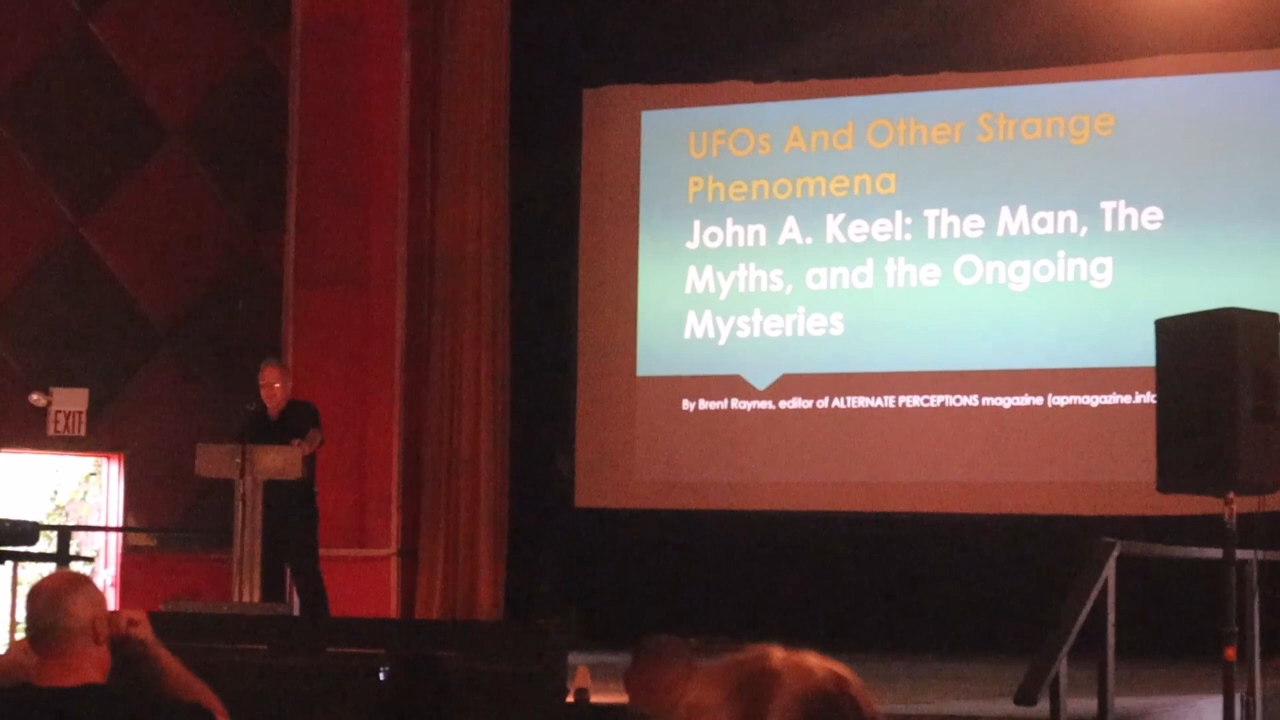 UFOs And Other Strange
Phenomena
John A. Keel: The Man, The
Myths, and the Ongoing
Mysteries
By Brent Raynes, editor of ALTERNATE PERCEPTIONS magazine (apmagazine.info
EXIT